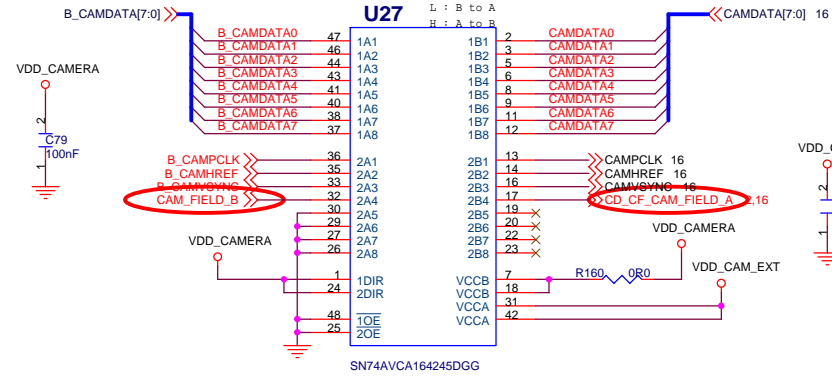 B_CAMDATA[7:0]
U27
L : B to A
H : A to B
CAMDATA[7:0] 16
B_CAMDATA0 47 1A1 1B1 2 CAMDATA0
B_CAMDATA1 46 1A2 1B2 3 CAMDATA1
B_CAMDATA2 44 1A3 1B3 5 CAMDATA2
B_CAMDATA3 43 1A4 1B4 6 CAMDATA3
B_CAMDATA4 41 1A5 1B5 8 CAMDATA4
B_CAMDATA5 40 1A6 1B6 9 CAMDATA5
B_CAMDATA6 38 1A7 1B7 11 CAMDATA6
B_CAMDATA7 37 1A8 1B8 12 CAMDATA7
VDD_CAMERA
2
C79
100nF
1
B_CAMPCLK 36 2A1 2B1 13 CAMPCLK 16
B_CAMHREF 35 2A2 2B2 14 CAMHREF 16
B_CAMVSYNC 33 2A3 2B3 16 CAMVSYNC 16
CAM_FIELD_B 32 2A4 2B4 17 CD_CF_CAM_FIELD_A 2,16
30 2A5 2B5 19
29 2A6 2B6 20
27 2A7 2B7 22
26 2A8 2B8 23
VDD_CAMERA
VDD_CAMERA
1 1DIR VCCB 7 R160 0R0
24 2DIR VCCB 18
VDD_CAM_EXT
VCCA 31
48 1OE VCCA 42
25 2OE
SN74AVCA164245DGG
2
1